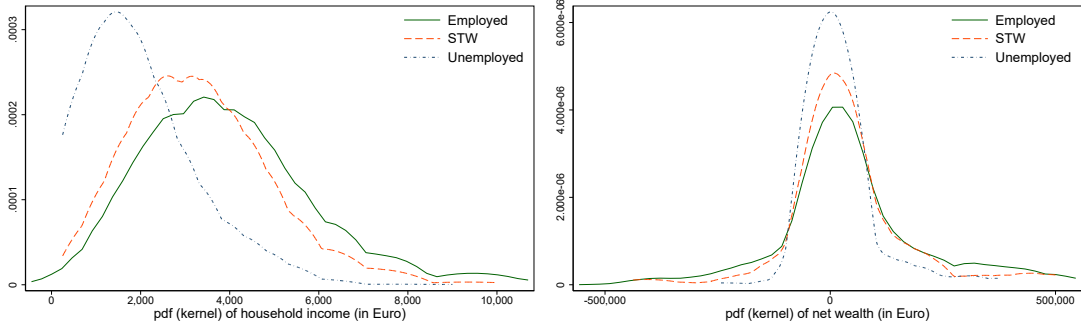 .0003
.0002
.0001
0
Employed
STW
Unemployed
0 2,000 4,000 6,000 8,000 10,000
pdf (kernel) of household income (in Euro)
6.000e-06
4.000e-06
2.000e-06
0
Employed
STW
Unemployed
-500,000 0 500,000
pdf (kernel) of net wealth (in Euro)